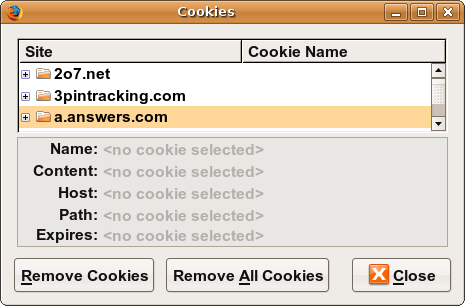 Cookies
Site Cookie Name
2o7.net
3pintracking.com
a.answers.com
Name: <no cookie selected>
Content: <no cookie selected>
Host: <no cookie selected>
Path: <no cookie selected>
Expires: <no cookie selected>
Remove Cookies Remove All Cookies Close